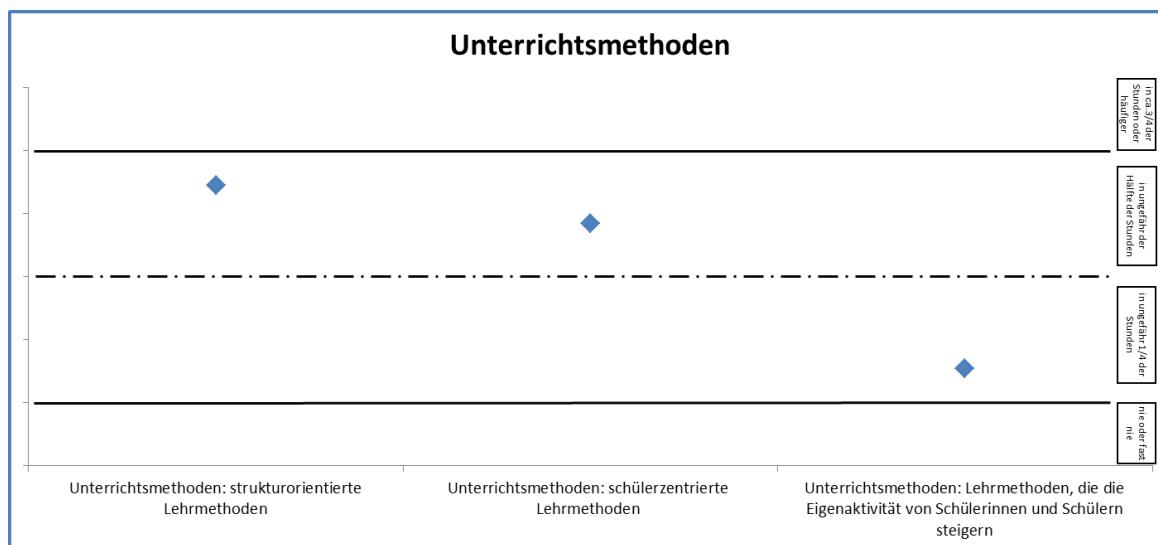 Unterrichtsmethoden
in ca.3/4 der
Stunden oder
häufiger
in ungefähr der
Hälfte der Stunden
in ungefähr 1/4 der
Stunden
nie oder fast
nie
Unterrichtsmethoden: strukturorientierte
Lehrmethoden
Unterrichtsmethoden: schülerzentrierte
Lehrmethoden
Unterrichtsmethoden: Lehrmethoden, die die
Eigenaktivität von Schülerinnen und Schülern
steigern